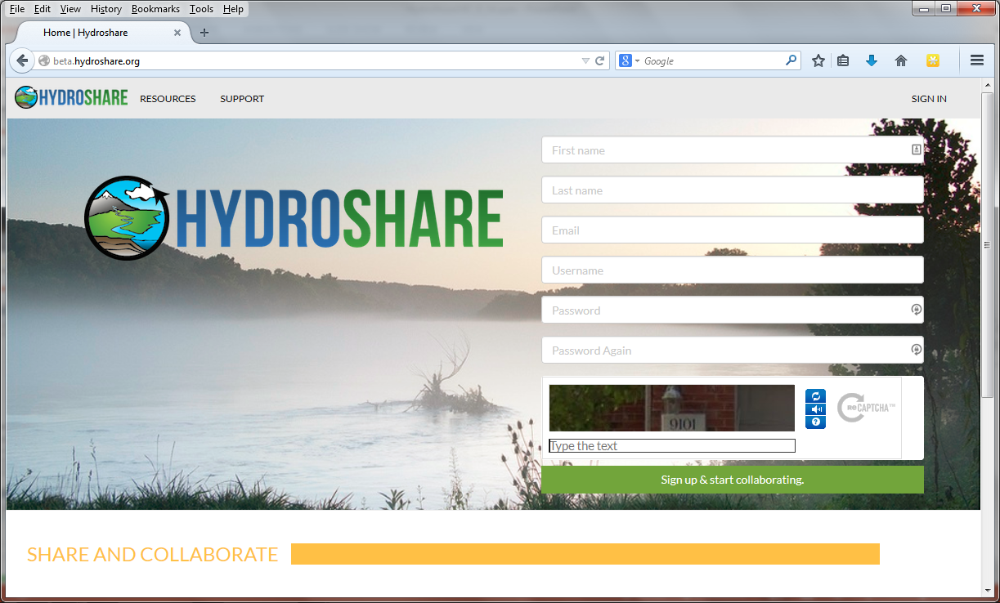 File Edit View History Bookmarks Tools Help
Home | Hydroshare
beta.hydroshare.org
8 Google
HYDROSHARE RESOURCES SUPPORT SIGN IN
HYDROSHARE
First name
Last name
Email
Username
Password
Password Again
9101
reCAPTCHA™
Type the text
Sign up & start collaborating.
SHARE AND COLLABORATE